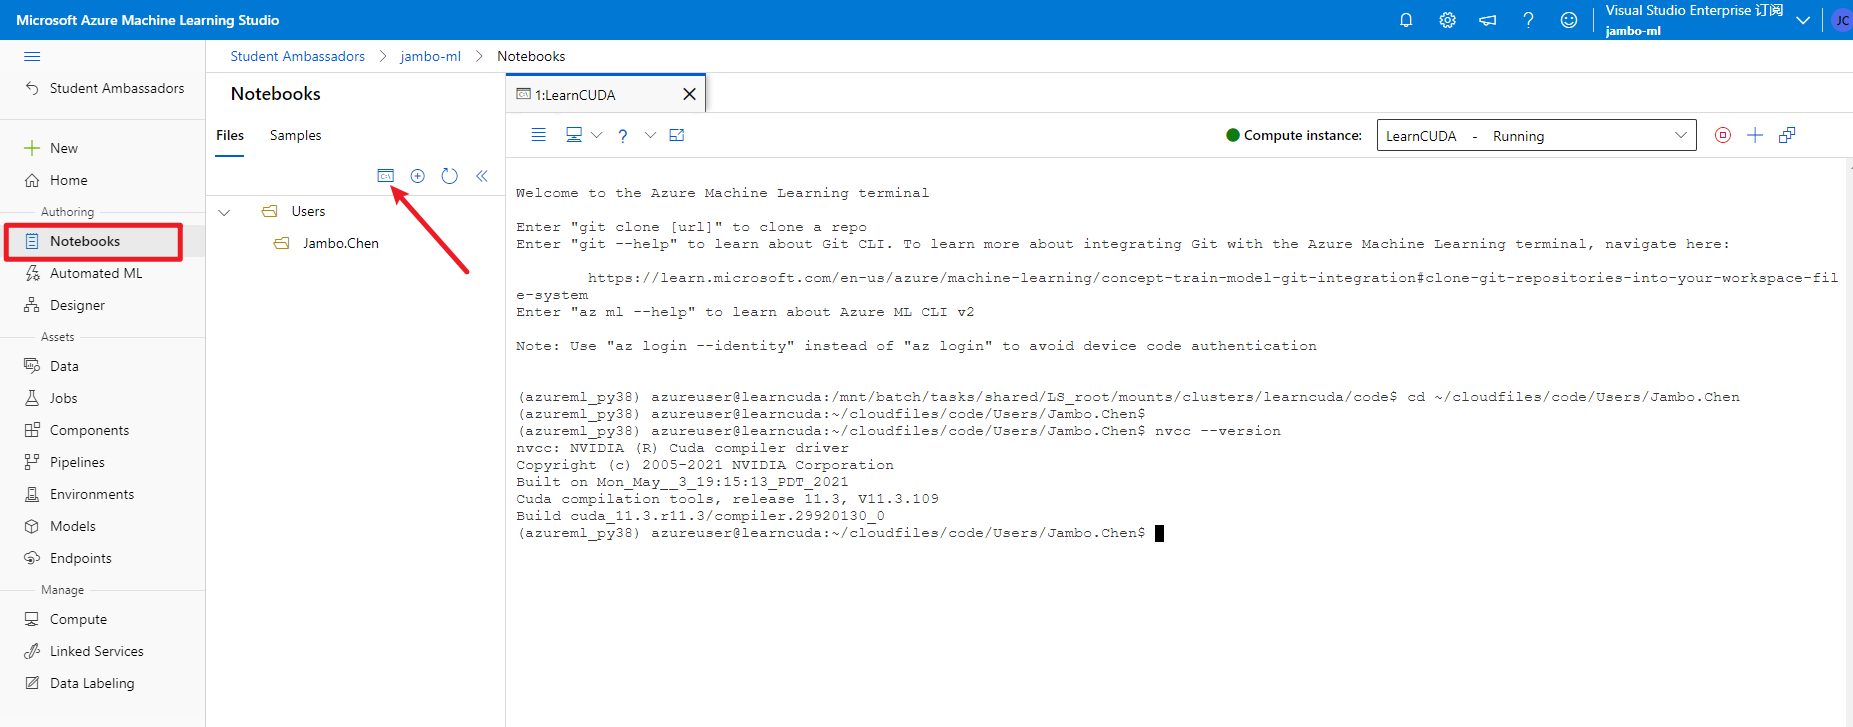 Microsoft Azure Machine Learning Studio
Visual Studio Enterprise 订阅
jambo-ml
JC
Student Ambassadors
New
Home
Authoring
Notebooks
Automated ML
Designer
Assets
Data
Jobs
Components
Pipelines
Environments
Models
Endpoints
Manage
Compute
Linked Services
Data Labeling
Student Ambassadors > jambo-ml > Notebooks
Notebooks
Files Samples
Users
Jambo.Chen
1:LearnCUDA
Compute instance: LearnCUDA - Running
Welcome to the Azure Machine Learning terminal
Enter "git clone [url]" to clone a repo
Enter "git --help" to learn about Git CLI. To learn more about integrating Git with the Azure Machine Learning terminal, navigate here:
https://learn.microsoft.com/en-us/azure/machine-learning/concept-train-model-git-integration#clone-git-repositories-into-your-workspace-fil
e-system
Enter "az ml --help" to learn about Azure ML CLI v2
Note: Use "az login --identity" instead of "az login" to avoid device code authentication
(azureml_py38) azureuser@learncuda:/mnt/batch/tasks/shared/LS_root/mounts/clusters/learncuda/code$ cd ~/cloudfiles/code/Users/Jambo.Chen
(azureml_py38) azureuser@learncuda:~/cloudfiles/code/Users/Jambo.Chen$
(azureml_py38) azureuser@learncuda:~/cloudfiles/code/Users/Jambo.Chen$ nvcc --version
nvcc: NVIDIA (R) Cuda compiler driver
Copyright (c) 2005-2021 NVIDIA Corporation
Built on Mon_May__3_19:15:13_PDT_2021
Cuda compilation tools, release 11.3, V11.3.109
Build cuda_11.3.r11.3/compiler.29920130_0
(azureml_py38) azureuser@learncuda:~/cloudfiles/code/Users/Jambo.Chen$